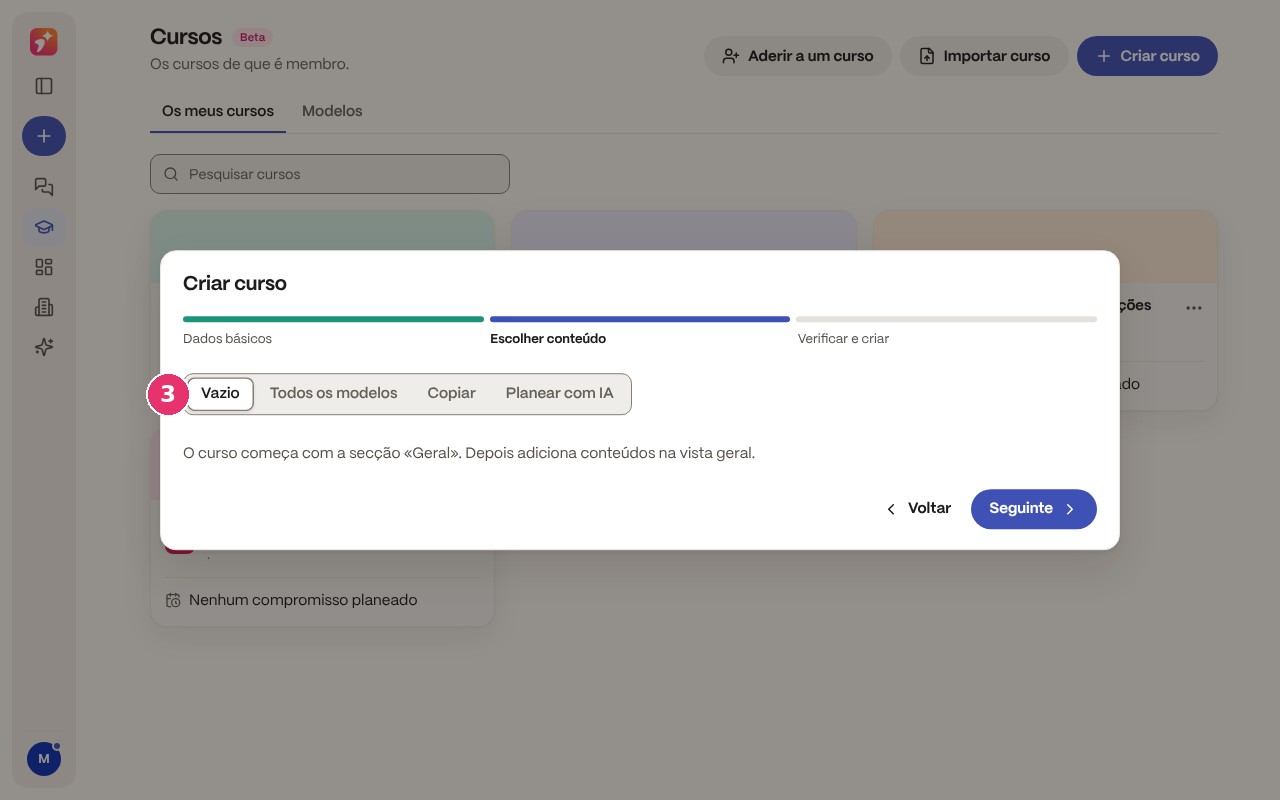 Cursos
Beta
Os cursos de que é membro.
Aderir a um curso
Importar curso
Criar curso
Os meus cursos
Modelos
Pesquisar cursos
Criar curso
Dados básicos
Escolher conteúdo
Verificar e criar
3
Vazio
Todos os modelos
Copiar
Planear com IA
O curso começa com a secção «Geral». Depois adiciona conteúdos na vista geral.
Voltar
Seguinte
Nenhum compromisso planeado
M